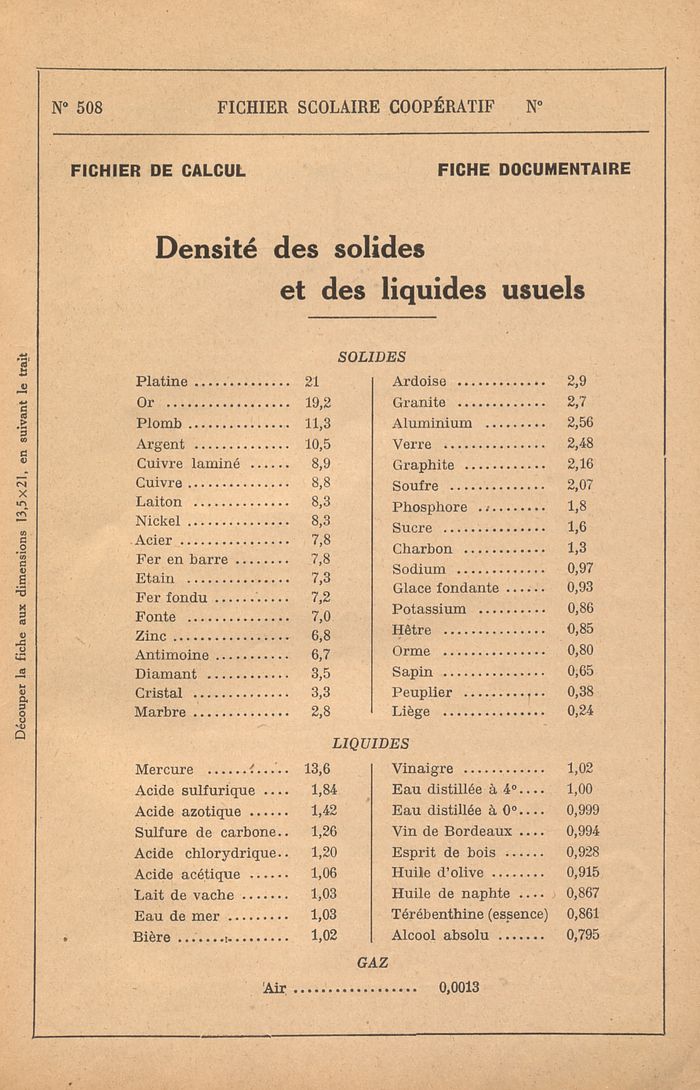 N° 508 FICHIER SCOLAIRE COOPÉRATIF N°
FICHIER DE CALCUL FICHE DOCUMENTAIRE
Densité des solides
et des liquides usuels
SOLIDES
Platine .............. 21
Or .................. 19,2
Plomb ............... 11,3
Argent .............. 10,5
Cuivre laminé ...... 8,9
Cuivre ............... 8,8
Laiton .............. 8,3
Nickel ............... 8,3
Acier ................ 7,8
Fer en barre ........ 7,8
Etain ............... 7,3
Fer fondu ........... 7,2
Fonte ............... 7,0
Zinc ................. 6,8
Antimoine ........... 6,7
Diamant ............. 3,5
Cristal .............. 3,3
Marbre .............. 2,8
Ardoise ............. 2,9
Granite ............. 2,7
Aluminium ......... 2,56
Verre ............... 2,48
Graphite ............ 2,16
Soufre .............. 2,07
Phosphore .......... 1,8
Sucre ............... 1,6
Charbon ............ 1,3
Sodium ............. 0,97
Glace fondante ...... 0,93
Potassium .......... 0,86
Hêtre ............... 0,85
Orme ............... 0,80
Sapin ............... 0,65
Peuplier ............ 0,38
Liège ............... 0,24
LIQUIDES
Mercure ............ 13,6
Acide sulfurique .... 1,84
Acide azotique ...... 1,42
Sulfure de carbone.. 1,26
Acide chlorydrique.. 1,20
Acide acétique ...... 1,06
Lait de vache ....... 1,03
Eau de mer ......... 1,03
Bière ................ 1,02
Vinaigre ............ 1,02
Eau distillée à 4°.... 1,00
Eau distillée à 0°.... 0,999
Vin de Bordeaux .... 0,994
Esprit de bois ...... 0,928
Huile d'olive ........ 0,915
Huile de naphte .... 0,867
Térébenthine (essence) 0,861
Alcool absolu ....... 0,795
GAZ
Air .................. 0,0013
Découper la fiche aux dimensions 13,5×21, en suivant le trait